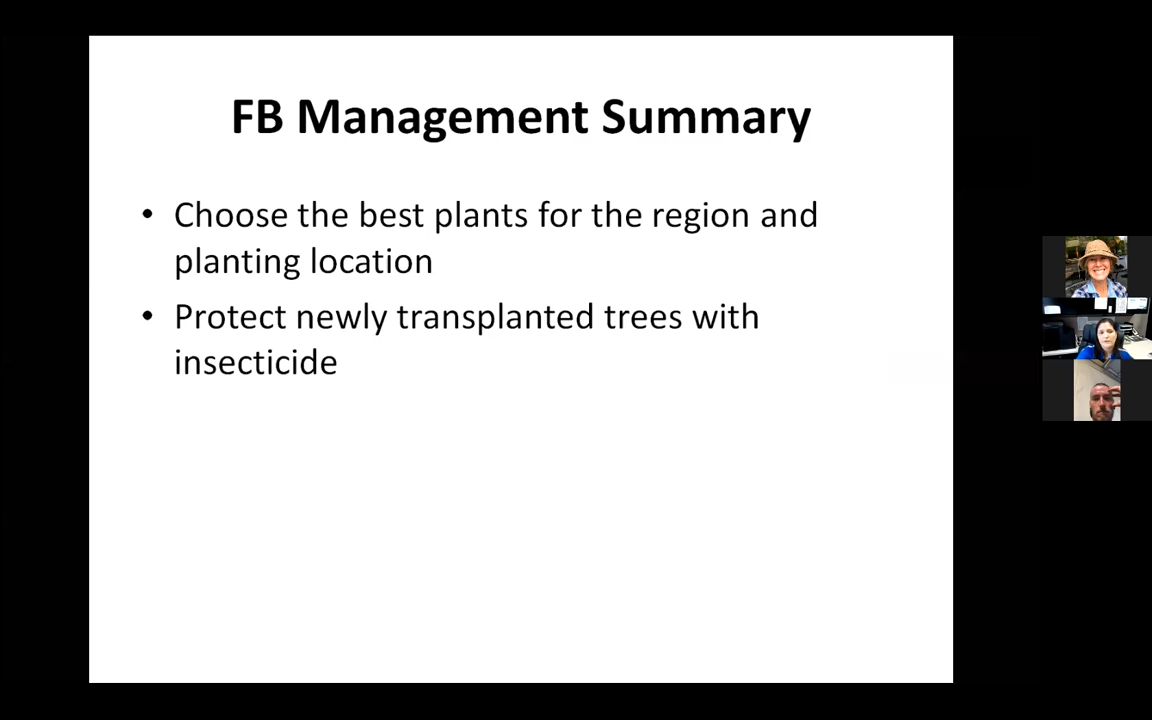 FB Management Summary
• Choose the best plants for the region and
planting location
• Protect newly transplanted trees with
insecticide